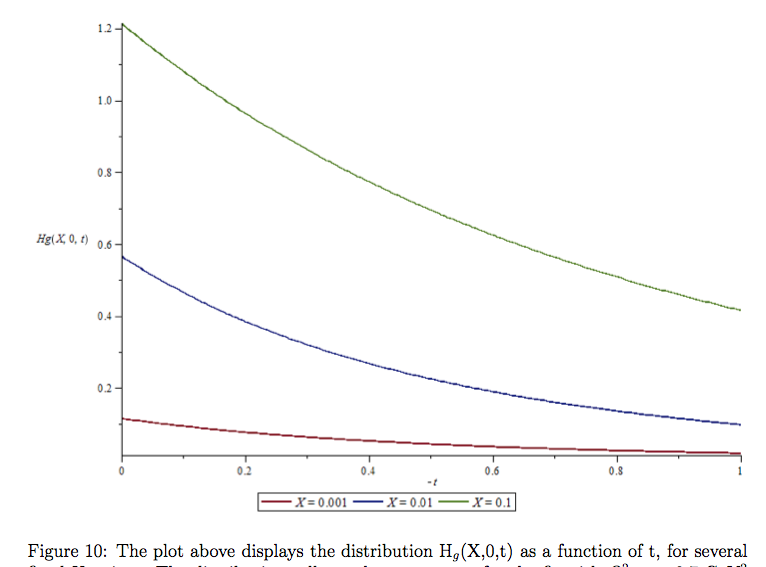 1.2
1.0
0.8
Hg(X, 0, t) 0.6
0.4
0.2
0 0.2 0.4 0.6 0.8 1
-t
X = 0.001 X = 0.01 X = 0.1
Figure 10: The plot above displays the distribution H_g(X,0,t) as a function of t, for several